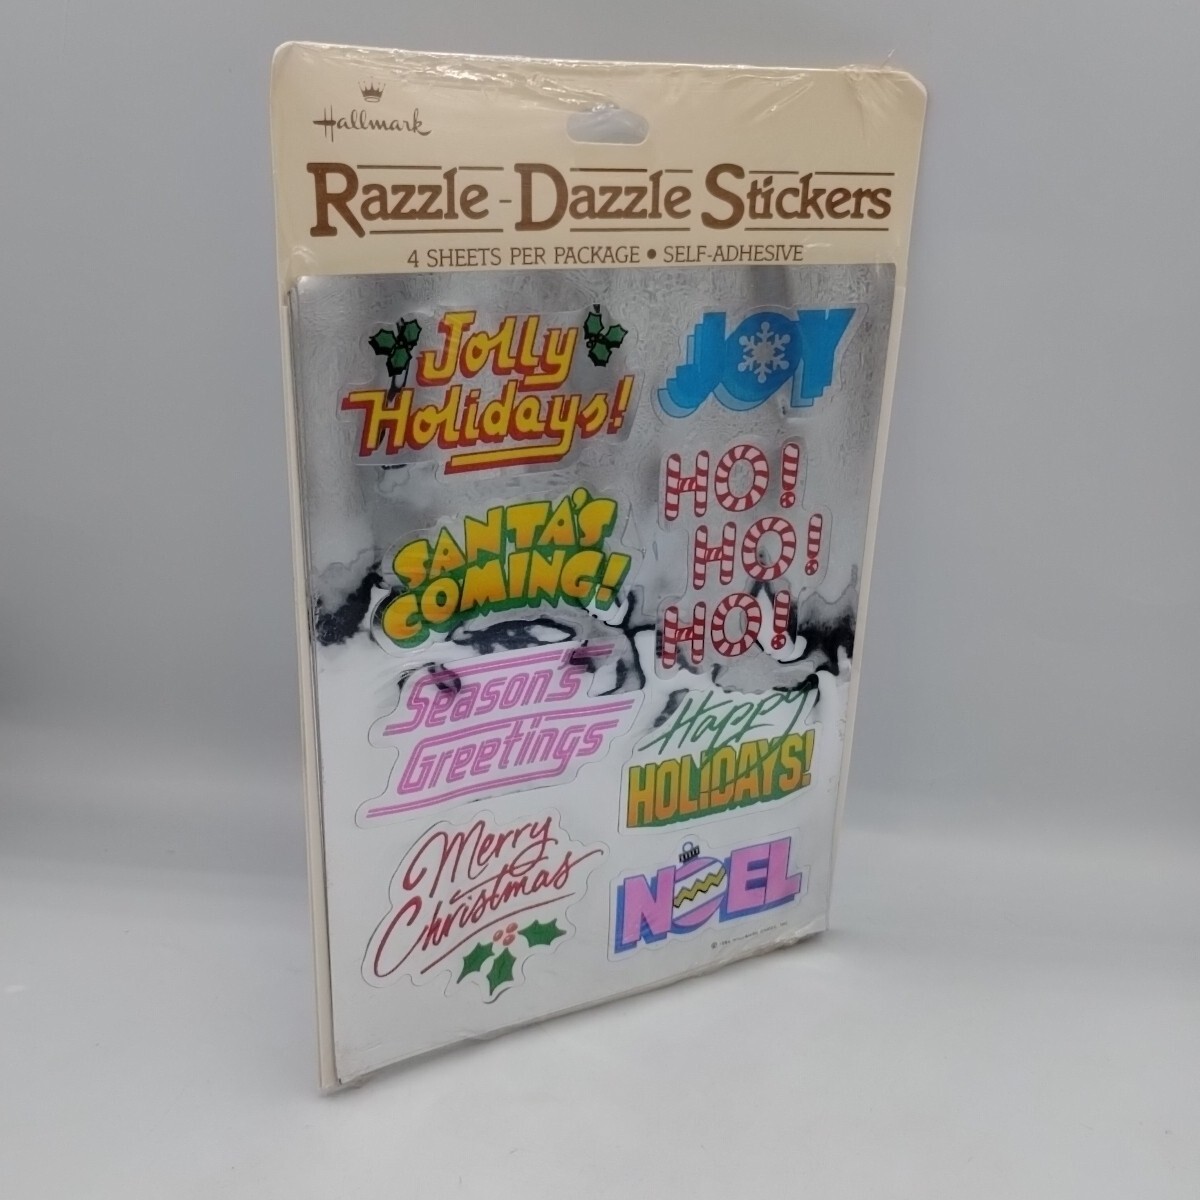 Hallmark
Razzle-Dazzle Stickers
4 SHEETS PER PACKAGE • SELF-ADHESIVE
Jolly
Holidays!
JOY
SANTA'S
COMING!
HO!
HO!
HO!
Season's
Greetings
Happy
HOLiDAYS!
Merry
Christmas
NOEL